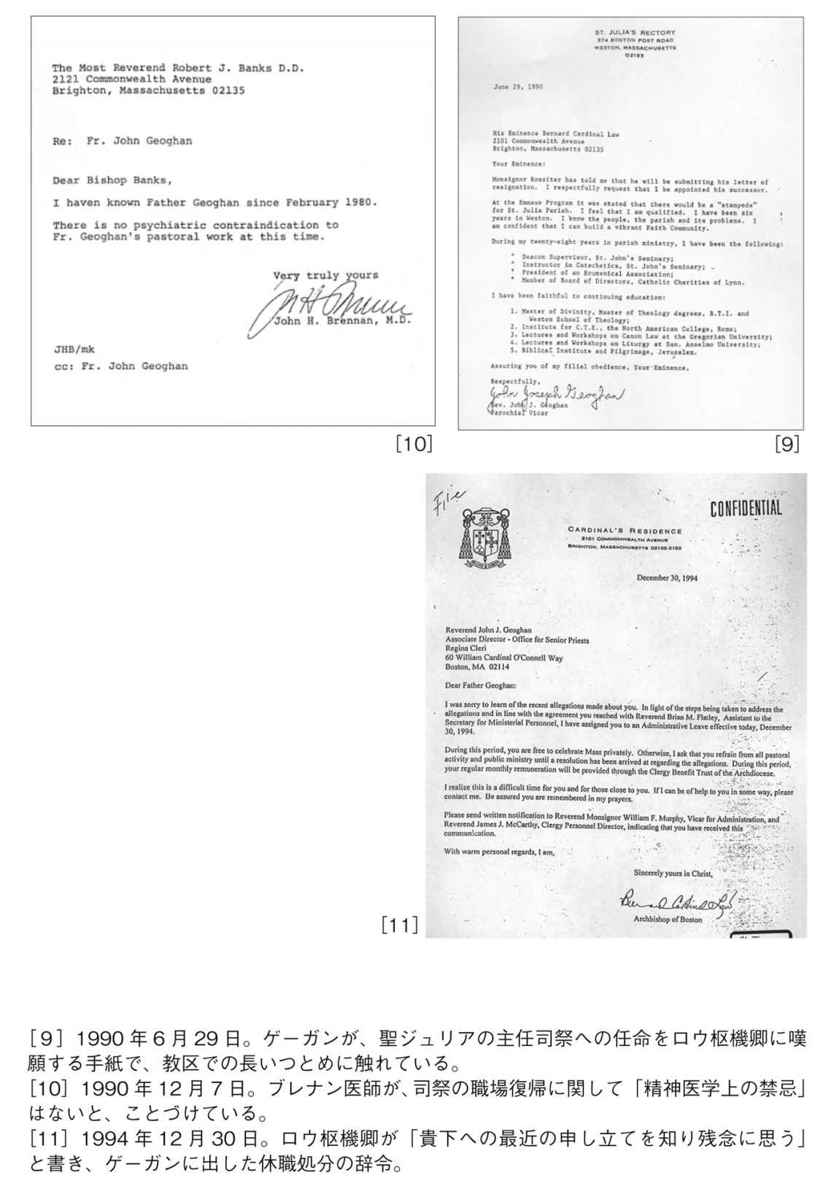 The Most Reverend Robert J. Banks D.D.
2121 Commonwealth Avenue
Brighton, Massachusetts 02135
Re: Fr. John Geoghan
Dear Bishop Banks,
I haven known Father Geoghan since February 1980.
There is no psychiatric contraindication to
Fr. Geoghan's pastoral work at this time.
Very truly yours
John H. Brennan, M.D.
JHB/mk
cc: Fr. John Geoghan
[10]
ST. JULIA'S RECTORY
374 BOSTON POST ROAD
WESTON, MASSACHUSETTS
02193
June 29, 1990
His Eminence Bernard Cardinal Law
2101 Commonwealth Avenue
Brighton, Massachusetts 02135
Your Eminence:
Monsignor Rossiter has told me that he will be submitting his letter of
resignation. I respectfully request that I be appointed his successor.
At the Emmaus Program it was stated that there would be a "stampede"
for St. Julia Parish. I feel that I am qualified. I have been six
years in Weston. I know the people, the parish and its problems. I
am confident that I can build a vibrant Faith Community.
During my twenty-eight years in parish ministry, I have been the following:
* Deacon Supervisor, St. John's Seminary;
* Instructor in Catechetics, St. John's Seminary;
* President of an Ecumenical Association;
* Member of Board of Directors, Catholic Charities of Lynn.
I have been faithful to continuing education:
1. Master of Divinity, Master of Theology degrees, B.T.I. and
Weston School of Theology;
2. Institute for C.T.E., the North American College, Rome;
3. Lectures and Workshops on Canon Law at the Gregorian University;
4. Lectures and Workshops on Liturgy at San. Anselmo University;
5. Biblical Institute and Pilgrimage, Jerusalem.
Assuring you of my filial obedience, Your Eminence,
Respectfully,
John Joseph Geoghan
Rev. John J. Geoghan
Parochial Vicar
[9]
File
CONFIDENTIAL
CARDINAL'S RESIDENCE
2101 COMMONWEALTH AVENUE
BRIGHTON, MASSACHUSETTS 02135-3192
December 30, 1994
Reverend John J. Geoghan
Associate Director - Office for Senior Priests
Regina Cleri
60 William Cardinal O'Connell Way
Boston, MA 02114
Dear Father Geoghan:
I was sorry to learn of the recent allegations made about you. In light of the steps being taken to address the
allegations and in line with the agreement you reached with Reverend Brian M. Flatley, Assistant to the
Secretary for Ministerial Personnel, I have assigned you to an Administrative Leave effective today, December
30, 1994.
During this period, you are free to celebrate Mass privately. Otherwise, I ask that you refrain from all pastoral
activity and public ministry until a resolution has been arrived at regarding the allegations. During this period,
your regular monthly remuneration will be provided through the Clergy Benefit Trust of the Archdiocese.
I realize this is a difficult time for you and for those close to you. If I can be of help to you in some way, please
contact me. Be assured you are remembered in my prayers.
Please send written notification to Reverend Monsignor William F. Murphy, Vicar for Administration, and
Reverend James J. McCarthy, Clergy Personnel Director, indicating that you have received this
communication.
With warm personal regards, I am,
Sincerely yours in Christ,
Archbishop of Boston
[11]
[9] 1990年6月29日。ゲーガンが、聖ジュリアの主任司祭への任命をロウ枢機卿に嘆
願する手紙で、教区での長いつとめに触れている。
[10] 1990年12月7日。ブレナン医師が、司祭の職場復帰に関して「精神医学上の禁忌」
はないと、ことづけている。
[11] 1994年12月30日。ロウ枢機卿が「貴下への最近の申し立てを知り残念に思う」
と書き、ゲーガンに出した休職処分の辞令。